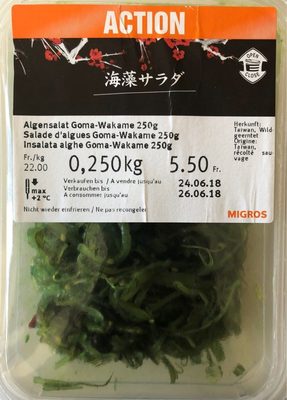 ACTION
OPEN
CLOSE
海藻サラダ
Algensalat Goma-Wakame 250g
Salade d'algues Goma-Wakame 250g
Insalata alghe Goma-Wakame 250g
Fr./kg
22.00
0,250kg
5.50 Fr.
Herkunft:
Taiwan, Wild
geerntet
Origine:
Taiwan,
récolté sau-
vage
max
+2 °C
Verkaufen bis / A vendre jusqu'au
24.06.18
Verbrauchen bis
A consommer jusqu'au
26.06.18
Nicht wieder einfrieren / Ne pas recongeler
MIGROS